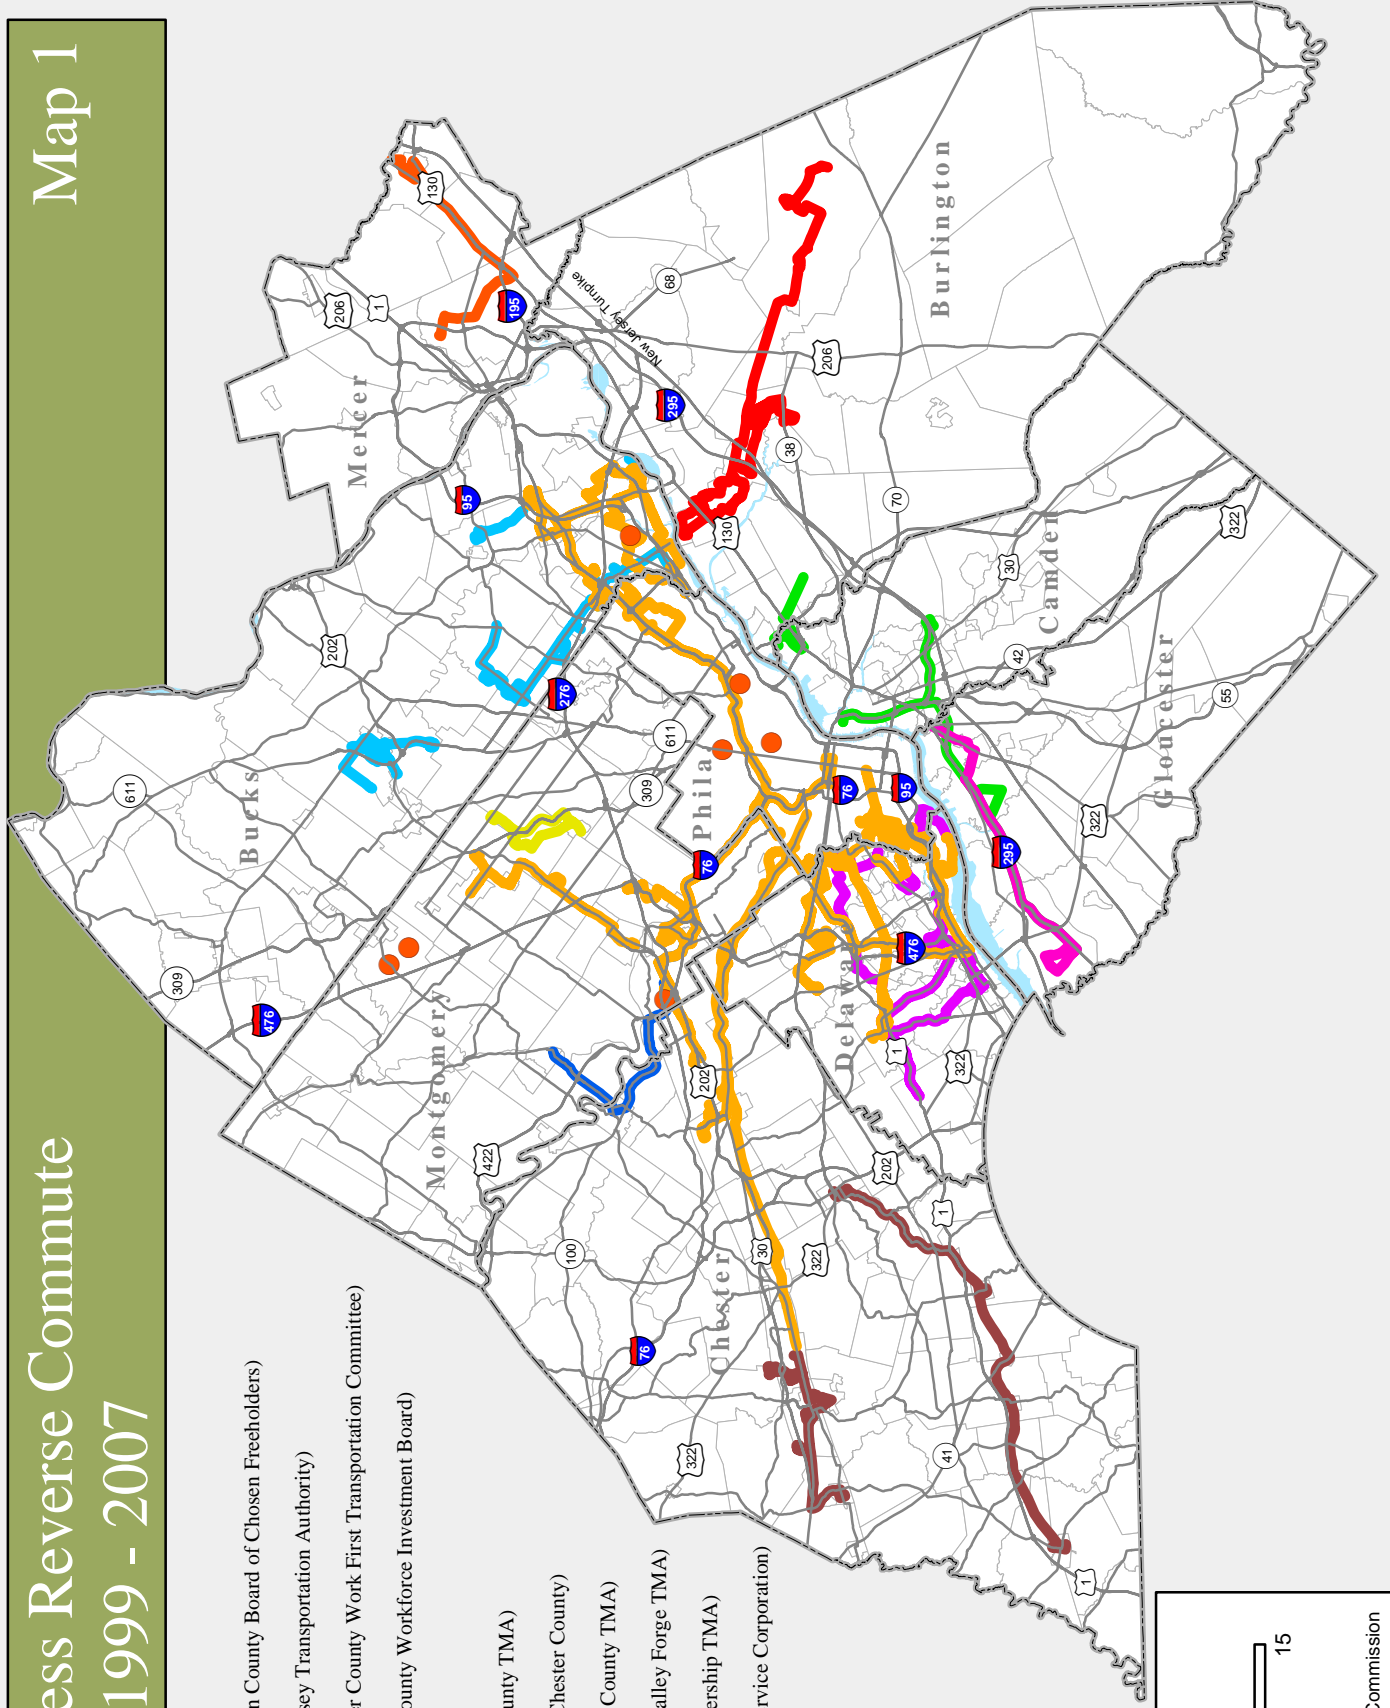 ess Reverse Commute
Map 1
1999 - 2007
n County Board of Chosen Freeholders)
sey Transportation Authority)
r County Work First Transportation Committee)
ounty Workforce Investment Board)
unty TMA)
Chester County)
County TMA)
alley Forge TMA)
ership TMA)
rvice Corporation)
15
Commission
Mercer
Bucks
Montgomery
Chester
Delaware
Phila
Burlington
Camden
Gloucester
New Jersey Turnpike
130
206
1
195
68
295
206
38
130
70
95
202
276
611
611
309
309
476
76
76
95
295
30
42
55
322
322
476
1
322
202
422
100
76
30
322
202
1
322
41
1